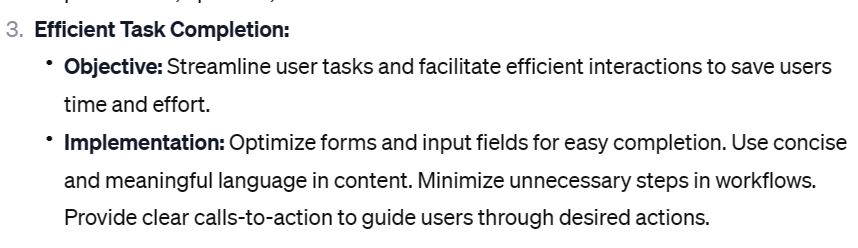 3. Efficient Task Completion:
• Objective: Streamline user tasks and facilitate efficient interactions to save users
time and effort.
• Implementation: Optimize forms and input fields for easy completion. Use concise
and meaningful language in content. Minimize unnecessary steps in workflows.
Provide clear calls-to-action to guide users through desired actions.